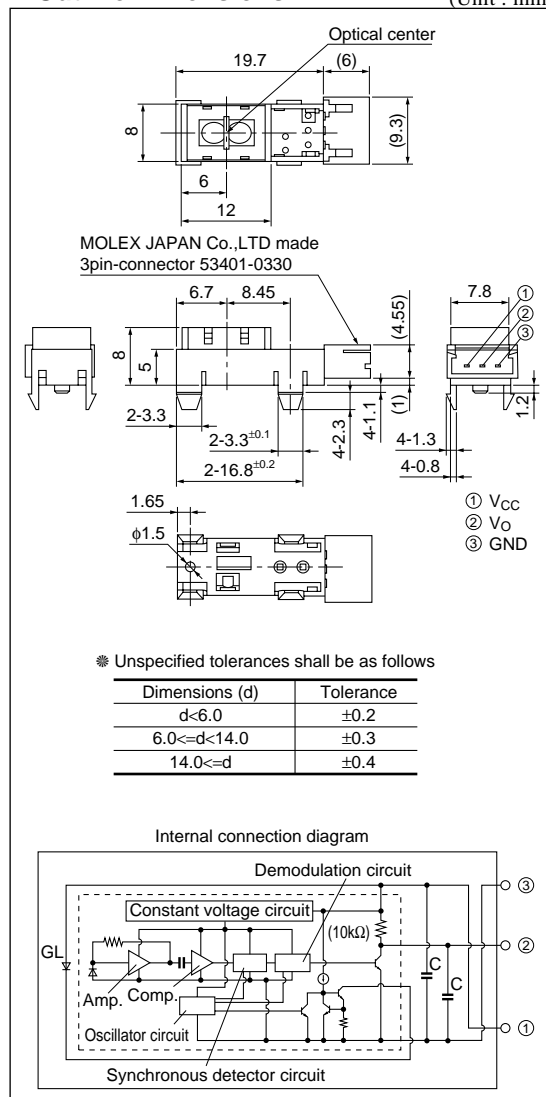 Optical center
19.7
(6)
8
(9.3)
6
12
MOLEX JAPAN Co.,LTD made
3pin-connector 53401-0330
6.7
8.45
(4.55)
7.8
①
②
③
8
5
2-3.3
2-3.3±0.1
2-16.8±0.2
4-2.3
4-1.1
(1)
1.2
4-1.3
4-0.8
① VCC
② VO
③ GND
1.65
φ1.5
❋ Unspecified tolerances shall be as follows
Dimensions (d) Tolerance
d<6.0 ±0.2
6.0<=d<14.0 ±0.3
14.0<=d ±0.4
Internal connection diagram
Demodulation circuit
Constant voltage circuit
(10kΩ)
③
②
①
GL
Amp.
Comp.
C
C
Oscillator circuit
Synchronous detector circuit